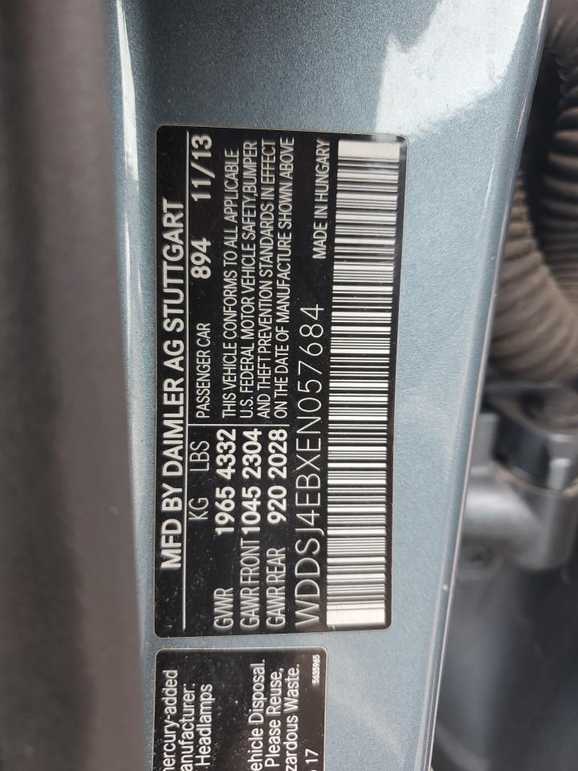 MFD BY DAIMLER AG STUTTGART
KG LBS PASSENGER CAR 894 11/13
GVWR 1965 4332 THIS VEHICLE CONFORMS TO ALL APPLICABLE
GAWR FRONT 1045 2304 U.S. FEDERAL MOTOR VEHICLE SAFETY,BUMPER
AND THEFT PREVENTION STANDARDS IN EFFECT
GAWR REAR 920 2028 ON THE DATE OF MANUFACTURE SHOWN ABOVE
MADE IN HUNGARY
WDDSJ4EBXEN057684
mercury-added
manufacturer:
Headlamps
Vehicle Disposal.
Please Reuse,
Hazardous Waste.
17